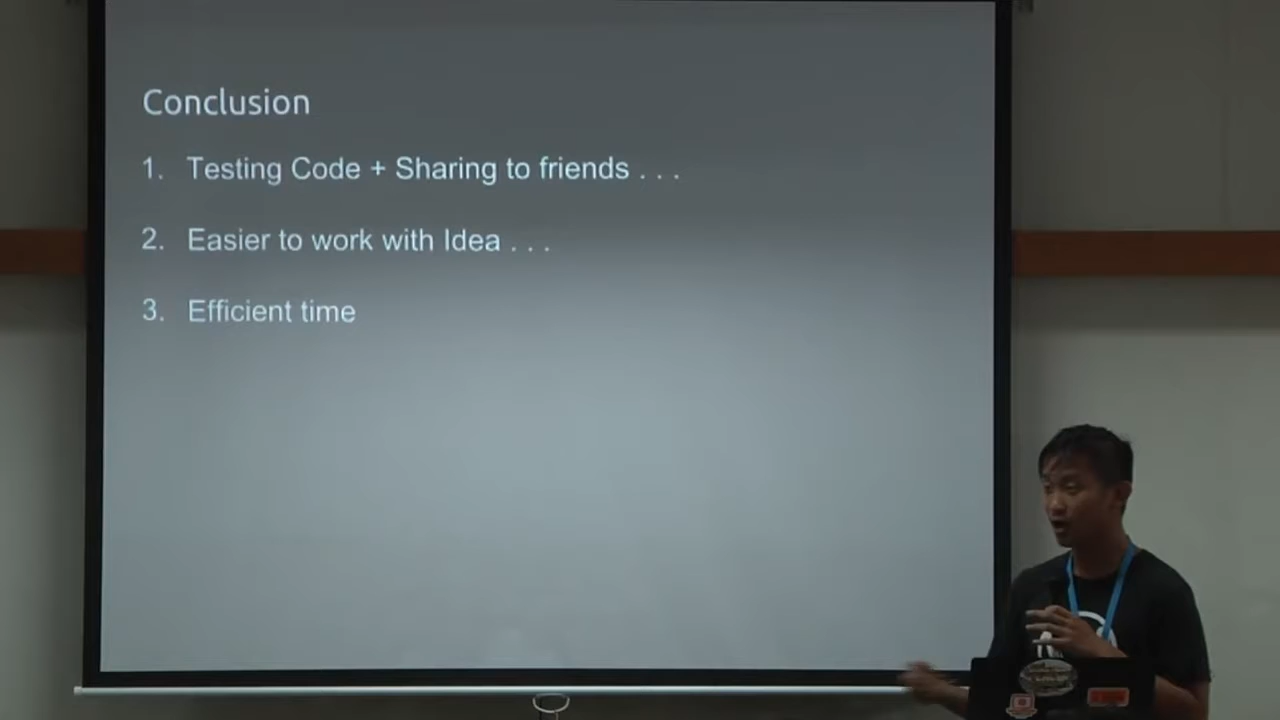 Conclusion
1. Testing Code + Sharing to friends . . .
2. Easier to work with Idea . . .
3. Efficient time